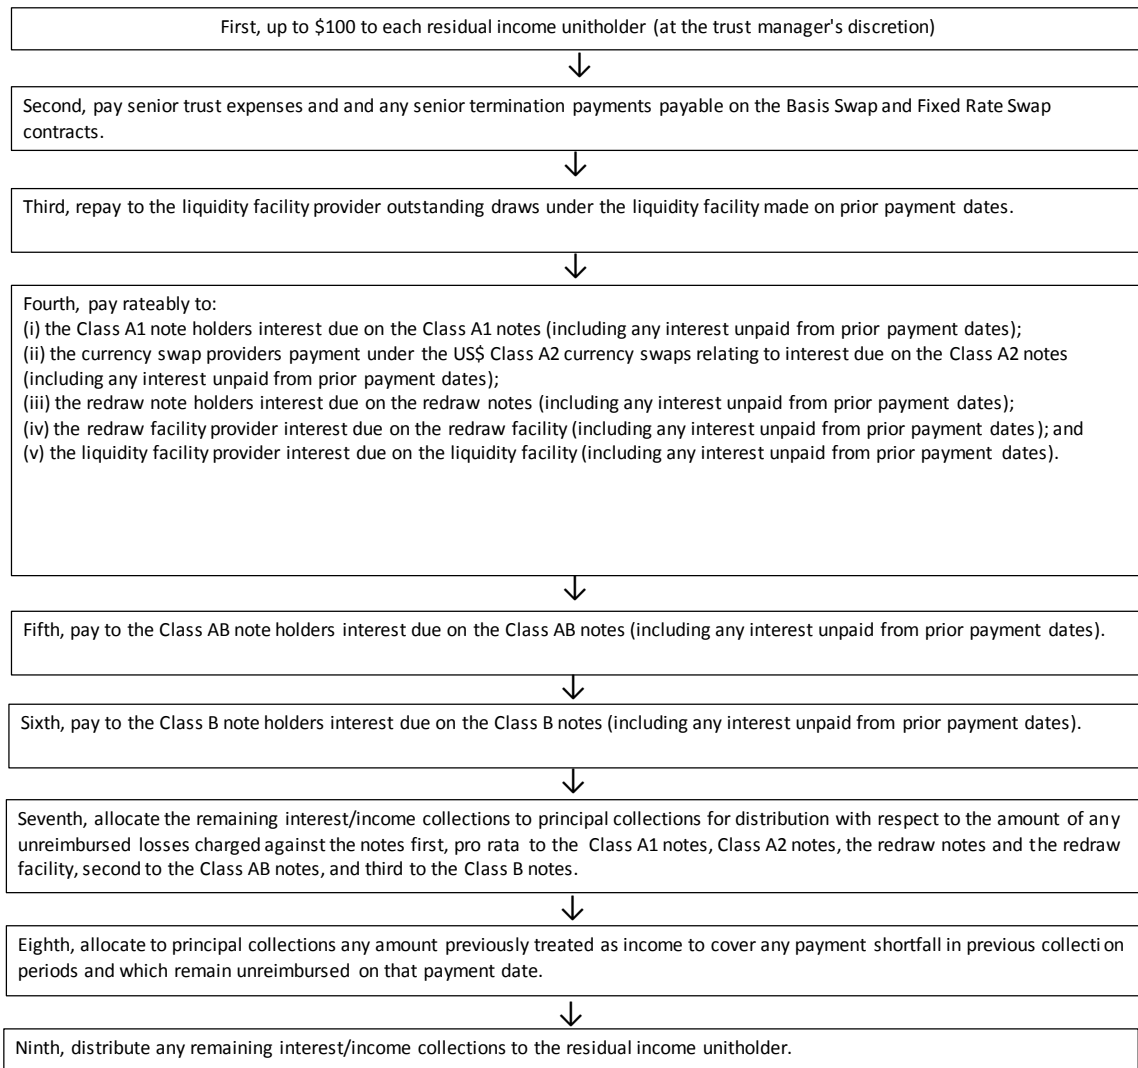 First, up to $100 to each residual income unitholder (at the trust manager's discretion)
Second, pay senior trust expenses and and any senior termination payments payable on the Basis Swap and Fixed Rate Swap
contracts.
Third, repay to the liquidity facility provider outstanding draws under the liquidity facility made on prior payment dates.
Fourth, pay rateably to:
(i) the Class A1 note holders interest due on the Class A1 notes (including any interest unpaid from prior payment dates);
(ii) the currency swap providers payment under the US$ Class A2 currency swaps relating to interest due on the Class A2 notes
(including any interest unpaid from prior payment dates);
(iii) the redraw note holders interest due on the redraw notes (including any interest unpaid from prior payment dates);
(iv) the redraw facility provider interest due on the redraw facility (including any interest unpaid from prior payment dates); and
(v) the liquidity facility provider interest due on the liquidity facility (including any interest unpaid from prior payment dates).
Fifth, pay to the Class AB note holders interest due on the Class AB notes (including any interest unpaid from prior payment dates).
Sixth, pay to the Class B note holders interest due on the Class B notes (including any interest unpaid from prior payment dates).
Seventh, allocate the remaining interest/income collections to principal collections for distribution with respect to the amount of any
unreimbursed losses charged against the notes first, pro rata to the Class A1 notes, Class A2 notes, the redraw notes and the redraw
facility, second to the Class AB notes, and third to the Class B notes.
Eighth, allocate to principal collections any amount previously treated as income to cover any payment shortfall in previous collection
periods and which remain unreimbursed on that payment date.
Ninth, distribute any remaining interest/income collections to the residual income unitholder.